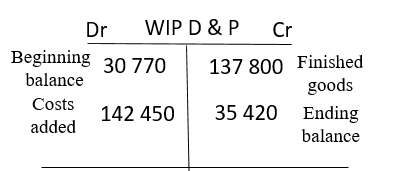 Dr WIP D & P Cr
Beginning balance 30 770 137 800 Finished goods
Costs added 142 450 35 420 Ending balance